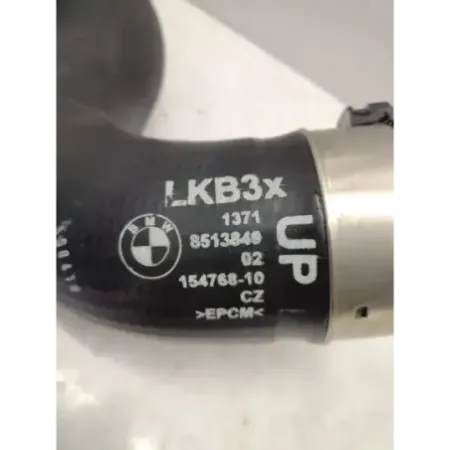 LKB3x
BMW
1371
8513849
02
154768-10
CZ
>EPCM<
UP